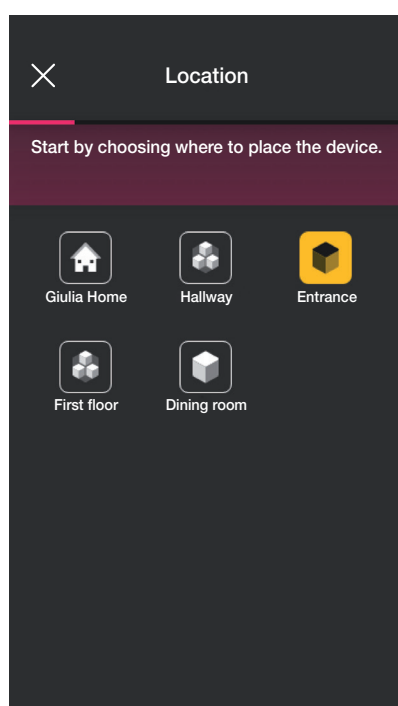 Location
Start by choosing where to place the device.
Giulia Home
Hallway
Entrance
First floor
Dining room